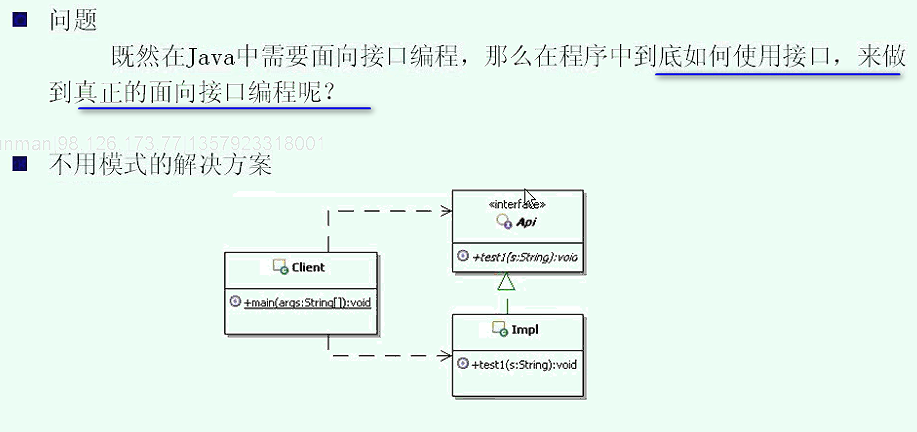 问题
既然在Java中需要面向接口编程，那么在程序中到底如何使用接口，来做
到真正的面向接口编程呢？
nman|98.126.173.77|1357923318001
不用模式的解决方案
«interface»
Api
+test1(s:String):void
Client
+main(args:String[]):void
Impl
+test1(s:String):void